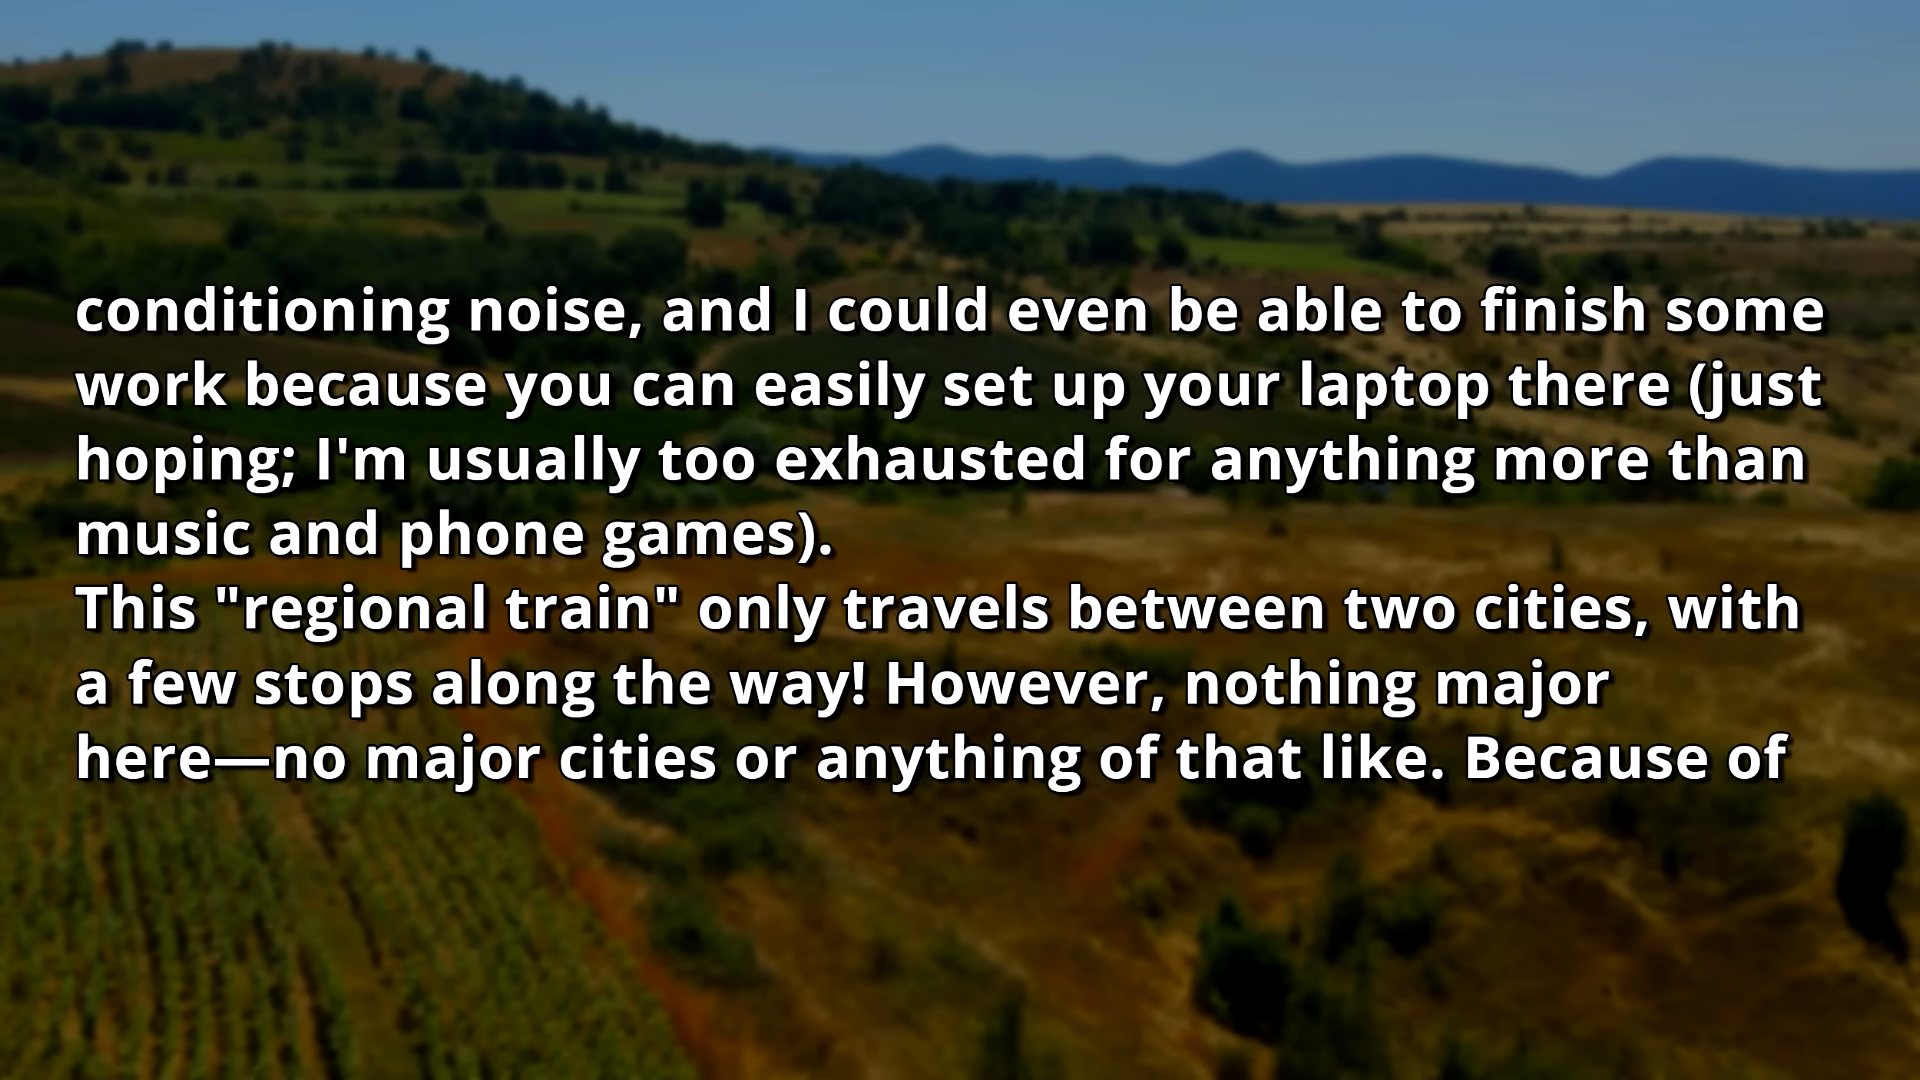 conditioning noise, and I could even be able to finish some
work because you can easily set up your laptop there (just
hoping; I'm usually too exhausted for anything more than
music and phone games).
This "regional train" only travels between two cities, with
a few stops along the way! However, nothing major
here—no major cities or anything of that like. Because of